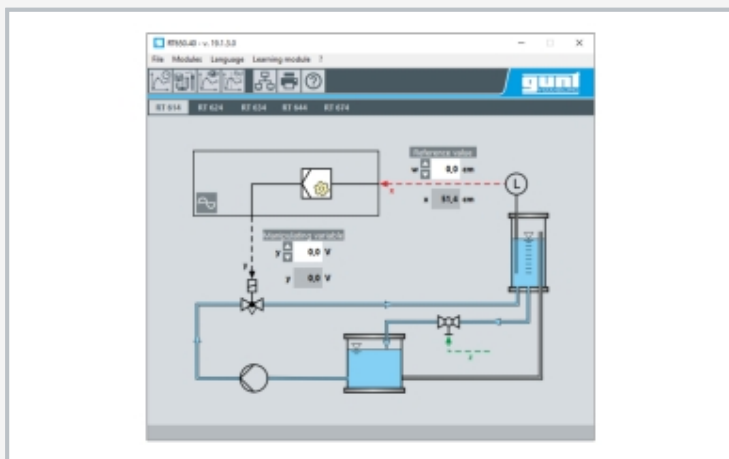 RT650.40 - v. 19.1.3.0
File Modules Language Learning module ?
gunt
RT 614 RT 624 RT 634 RT 644 RT 674
Reference value
w 0,0 cm
x
x 51,4 cm
L
Manipulating variable
y 0,0 V
y
y 0,0 V
z